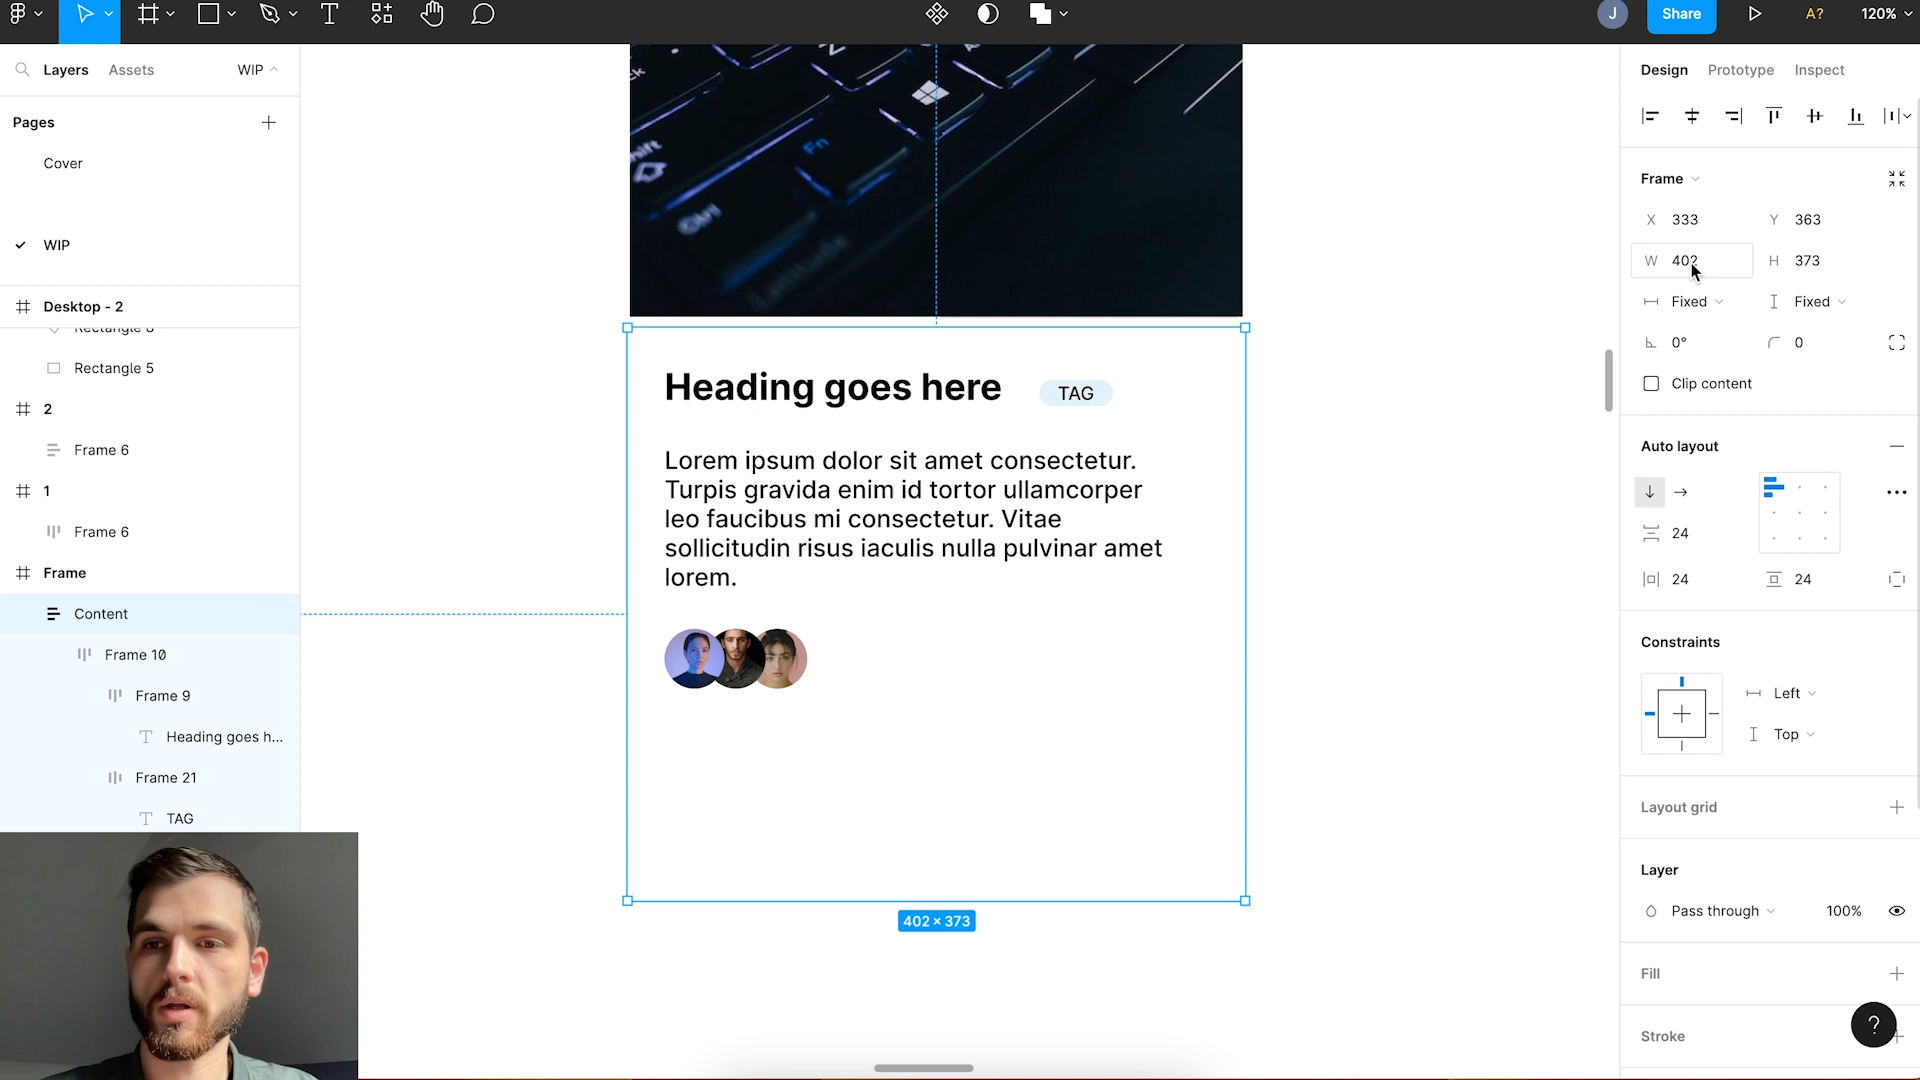 J
Share
A?
120%
Layers
Assets
WIP
Pages
Cover
WIP
Desktop - 2
Rectangle 5
2
Frame 6
1
Frame 6
Frame
Content
Frame 10
Frame 9
Heading goes h...
Frame 21
TAG
Fn
Ctrl
Heading goes here
TAG
Lorem ipsum dolor sit amet consectetur.
Turpis gravida enim id tortor ullamcorper
leo faucibus mi consectetur. Vitae
sollicitudin risus iaculis nulla pulvinar amet
lorem.
402 × 373
Design
Prototype
Inspect
Frame
X 333
Y 363
W 402
H 373
Fixed
Fixed
0°
0
Clip content
Auto layout
24
24
24
Constraints
Left
Top
Layout grid
Layer
Pass through
100%
Fill
Stroke
?